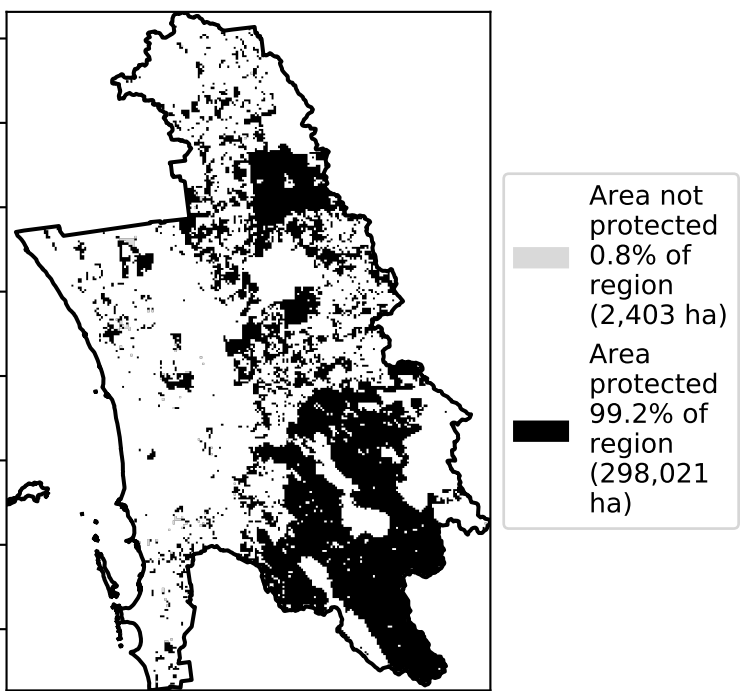 Area not
protected
0.8% of
region
(2,403 ha)
Area
protected
99.2% of
region
(298,021
ha)